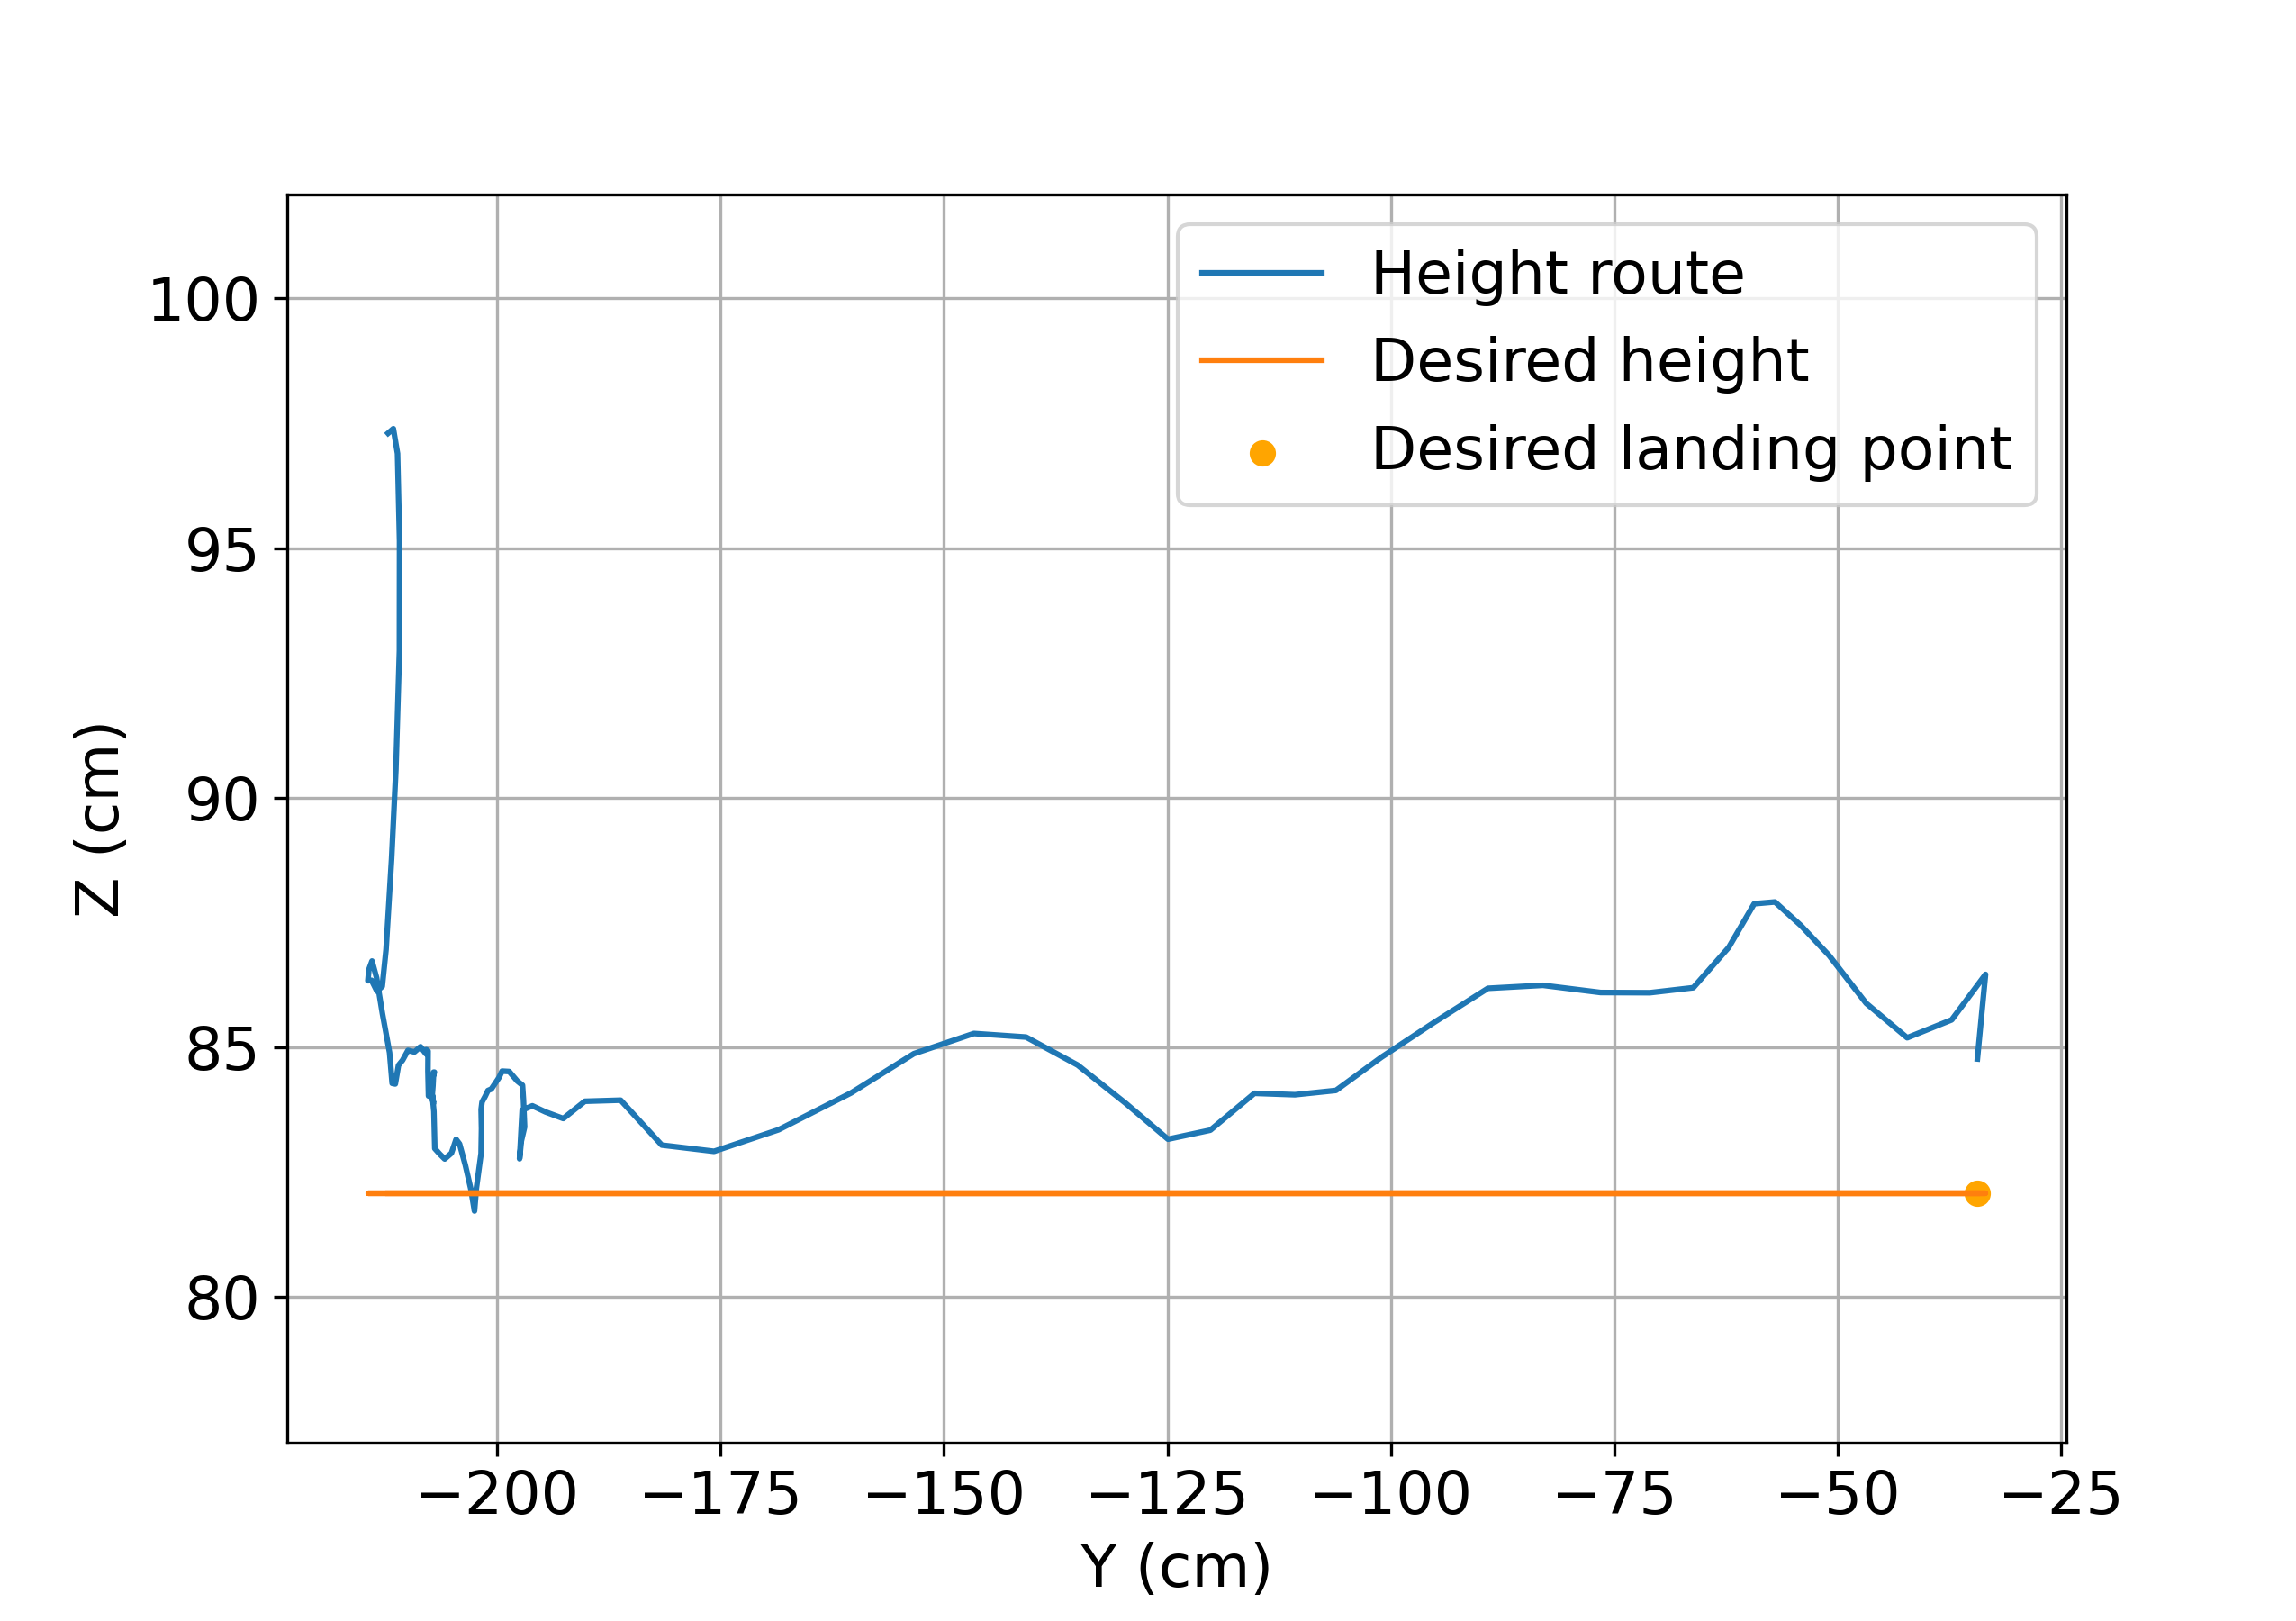 Height route
Desired height
Desired landing point
100
95
90
85
80
Z (cm)
−200 −175 −150 −125 −100 −75 −50 −25
Y (cm)